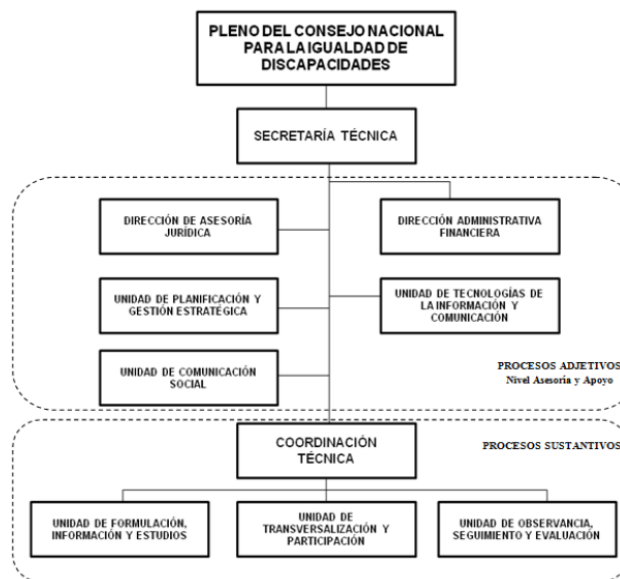 PLENO DEL CONSEJO NACIONAL
PARA LA IGUALDAD DE
DISCAPACIDADES
SECRETARÍA TÉCNICA
DIRECCIÓN DE ASESORÍA
JURÍDICA
DIRECCIÓN ADMINISTRATIVA
FINANCIERA
UNIDAD DE PLANIFICACIÓN Y
GESTIÓN ESTRATÉGICA
UNIDAD DE TECNOLOGÍAS DE
LA INFORMACIÓN Y
COMUNICACIÓN
UNIDAD DE COMUNICACIÓN
SOCIAL
PROCESOS ADJETIVOS
Nivel Asesoría y Apoyo
COORDINACIÓN
TÉCNICA
PROCESOS SUSTANTIVOS
UNIDAD DE FORMULACIÓN,
INFORMACIÓN Y ESTUDIOS
UNIDAD DE
TRANSVERSALIZACIÓN Y
PARTICIPACIÓN
UNIDAD DE OBSERVANCIA,
SEGUIMIENTO Y EVALUACIÓN